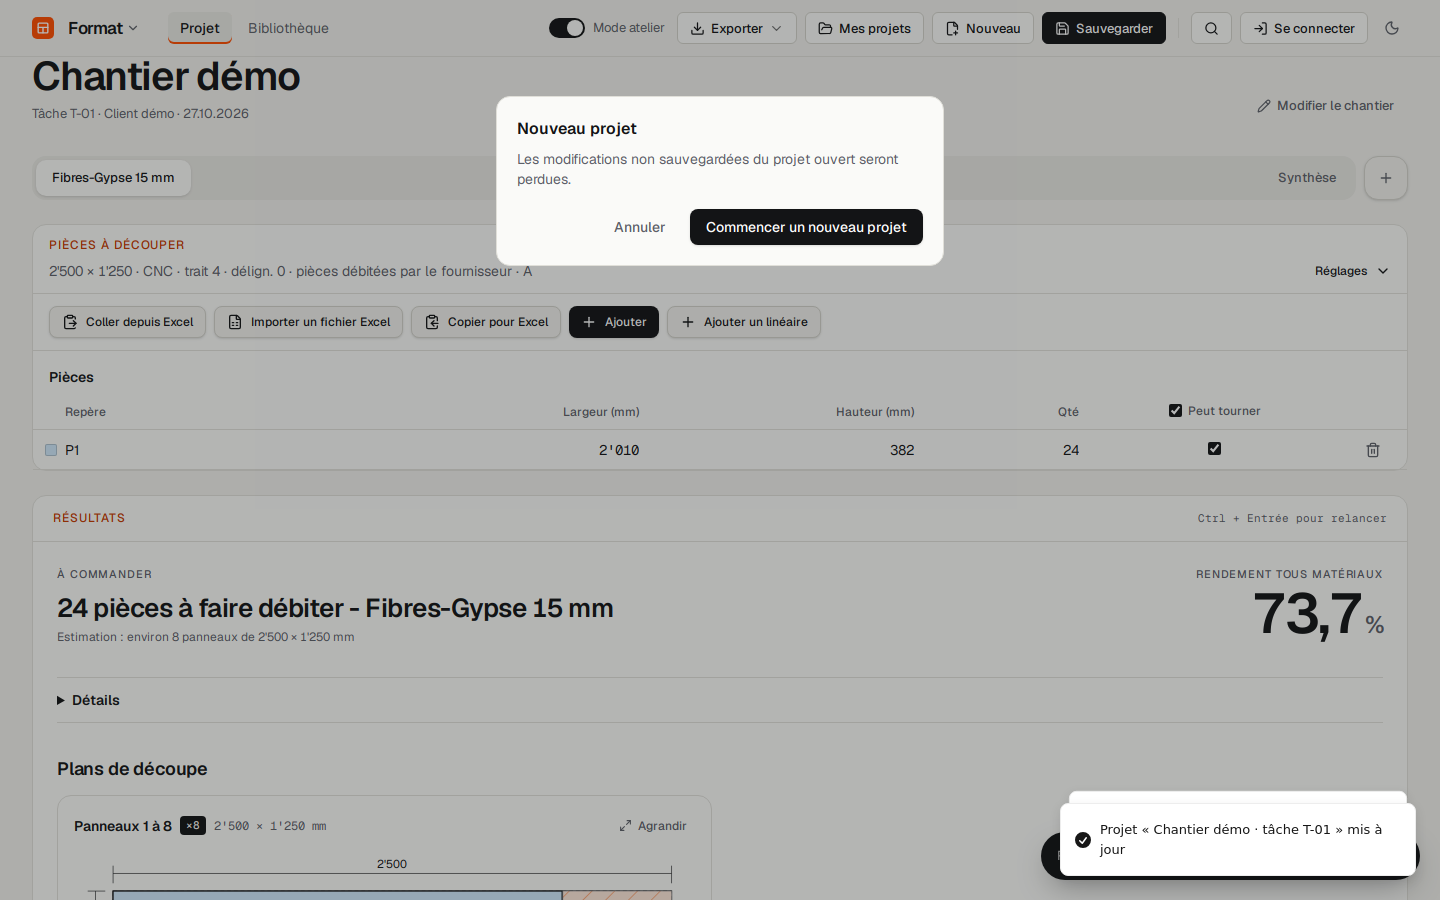 Format
Projet
Bibliothèque
Mode atelier
Exporter
Mes projets
Nouveau
Sauvegarder
Se connecter
Chantier démo
Tâche T-01 · Client démo · 27.10.2026
Modifier le chantier
Nouveau projet
Les modifications non sauvegardées du projet ouvert seront
perdues.
Annuler
Commencer un nouveau projet
Fibres-Gypse 15 mm
Synthèse
PIÈCES À DÉCOUPER
2'500 × 1'250 · CNC · trait 4 · délign. 0 · pièces débitées par le fournisseur · A
Réglages
Coller depuis Excel
Importer un fichier Excel
Copier pour Excel
Ajouter
Ajouter un linéaire
Pièces
Repère
Largeur (mm)
Hauteur (mm)
Qté
Peut tourner
P1
2'010
382
24
RÉSULTATS
Ctrl + Entrée pour relancer
À COMMANDER
RENDEMENT TOUS MATÉRIAUX
24 pièces à faire débiter - Fibres-Gypse 15 mm
73,7 %
Estimation : environ 8 panneaux de 2'500 × 1'250 mm
Détails
Plans de découpe
Panneaux 1 à 8
×8
2'500 × 1'250 mm
Agrandir
2'500
Projet « Chantier démo · tâche T-01 » mis à
jour